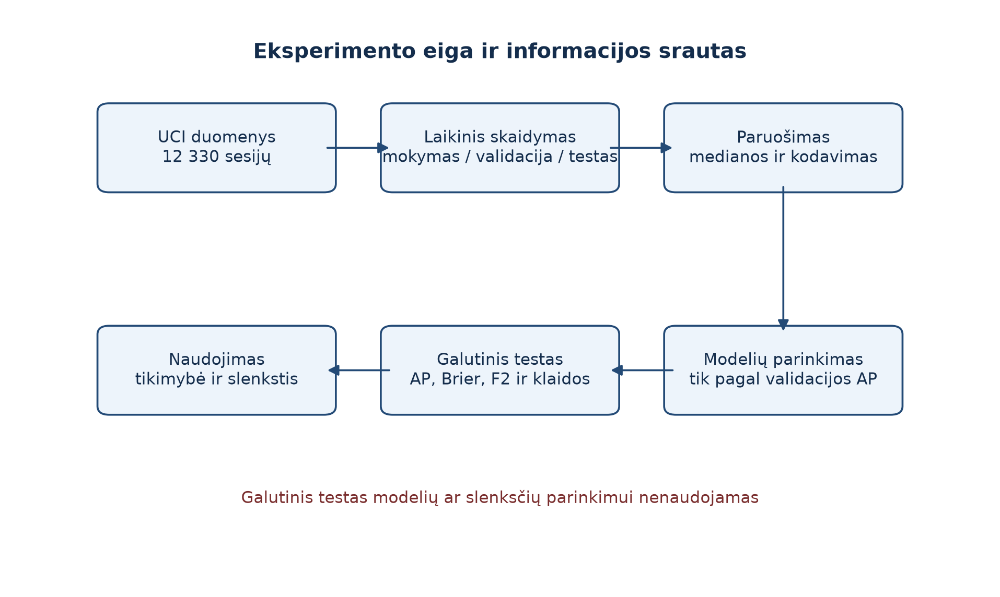 Eksperimento eiga ir informacijos srautas
UCI duomenys
12 330 sesijų
Laikinis skaidymas
mokymas / validacija / testas
Paruošimas
medianos ir kodavimas
Modelių parinkimas
tik pagal validacijos AP
Galutinis testas
AP, Brier, F2 ir klaidos
Naudojimas
tikimybė ir slenkstis
Galutinis testas modelių ar slenksčių parinkimui nenaudojamas